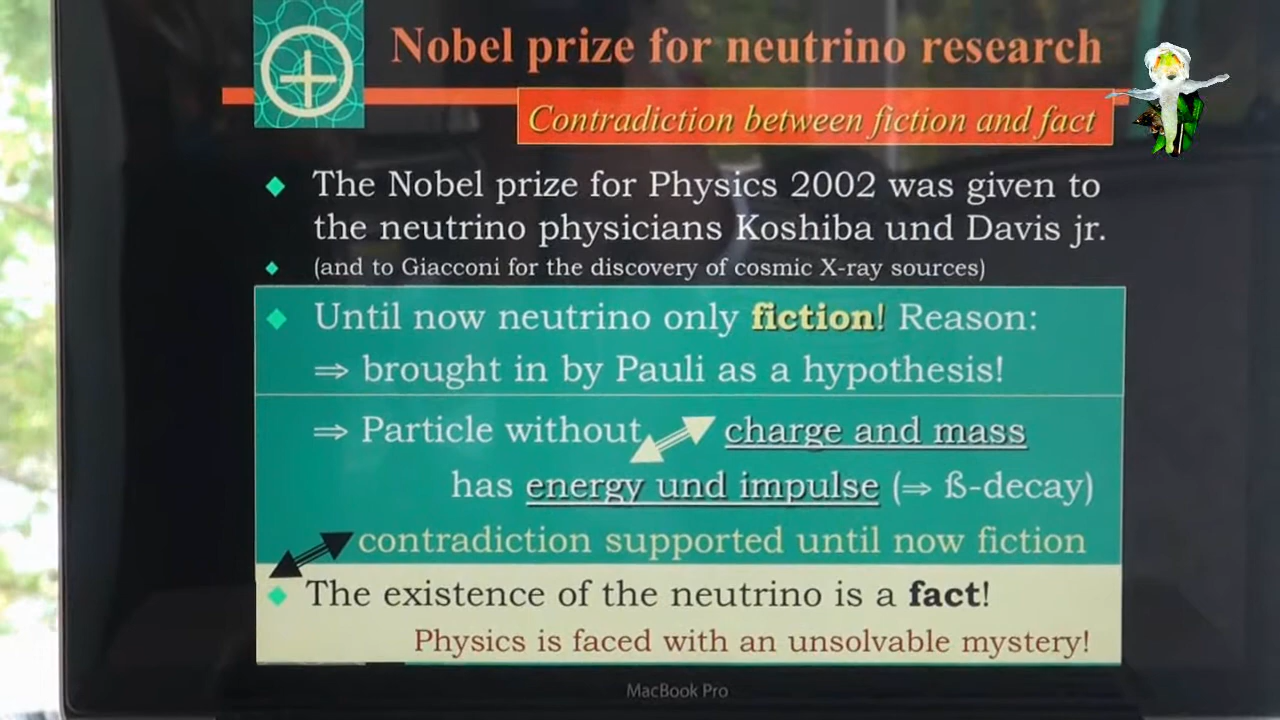 Nobel prize for neutrino research
Contradiction between fiction and fact
The Nobel prize for Physics 2002 was given to
the neutrino physicians Koshiba und Davis jr.
(and to Giacconi for the discovery of cosmic X-ray sources)
Until now neutrino only fiction! Reason:
⇒ brought in by Pauli as a hypothesis!
⇒ Particle without charge and mass
has energy und impulse (⇒ ß-decay)
contradiction supported until now fiction
The existence of the neutrino is a fact!
Physics is faced with an unsolvable mystery!
MacBook Pro